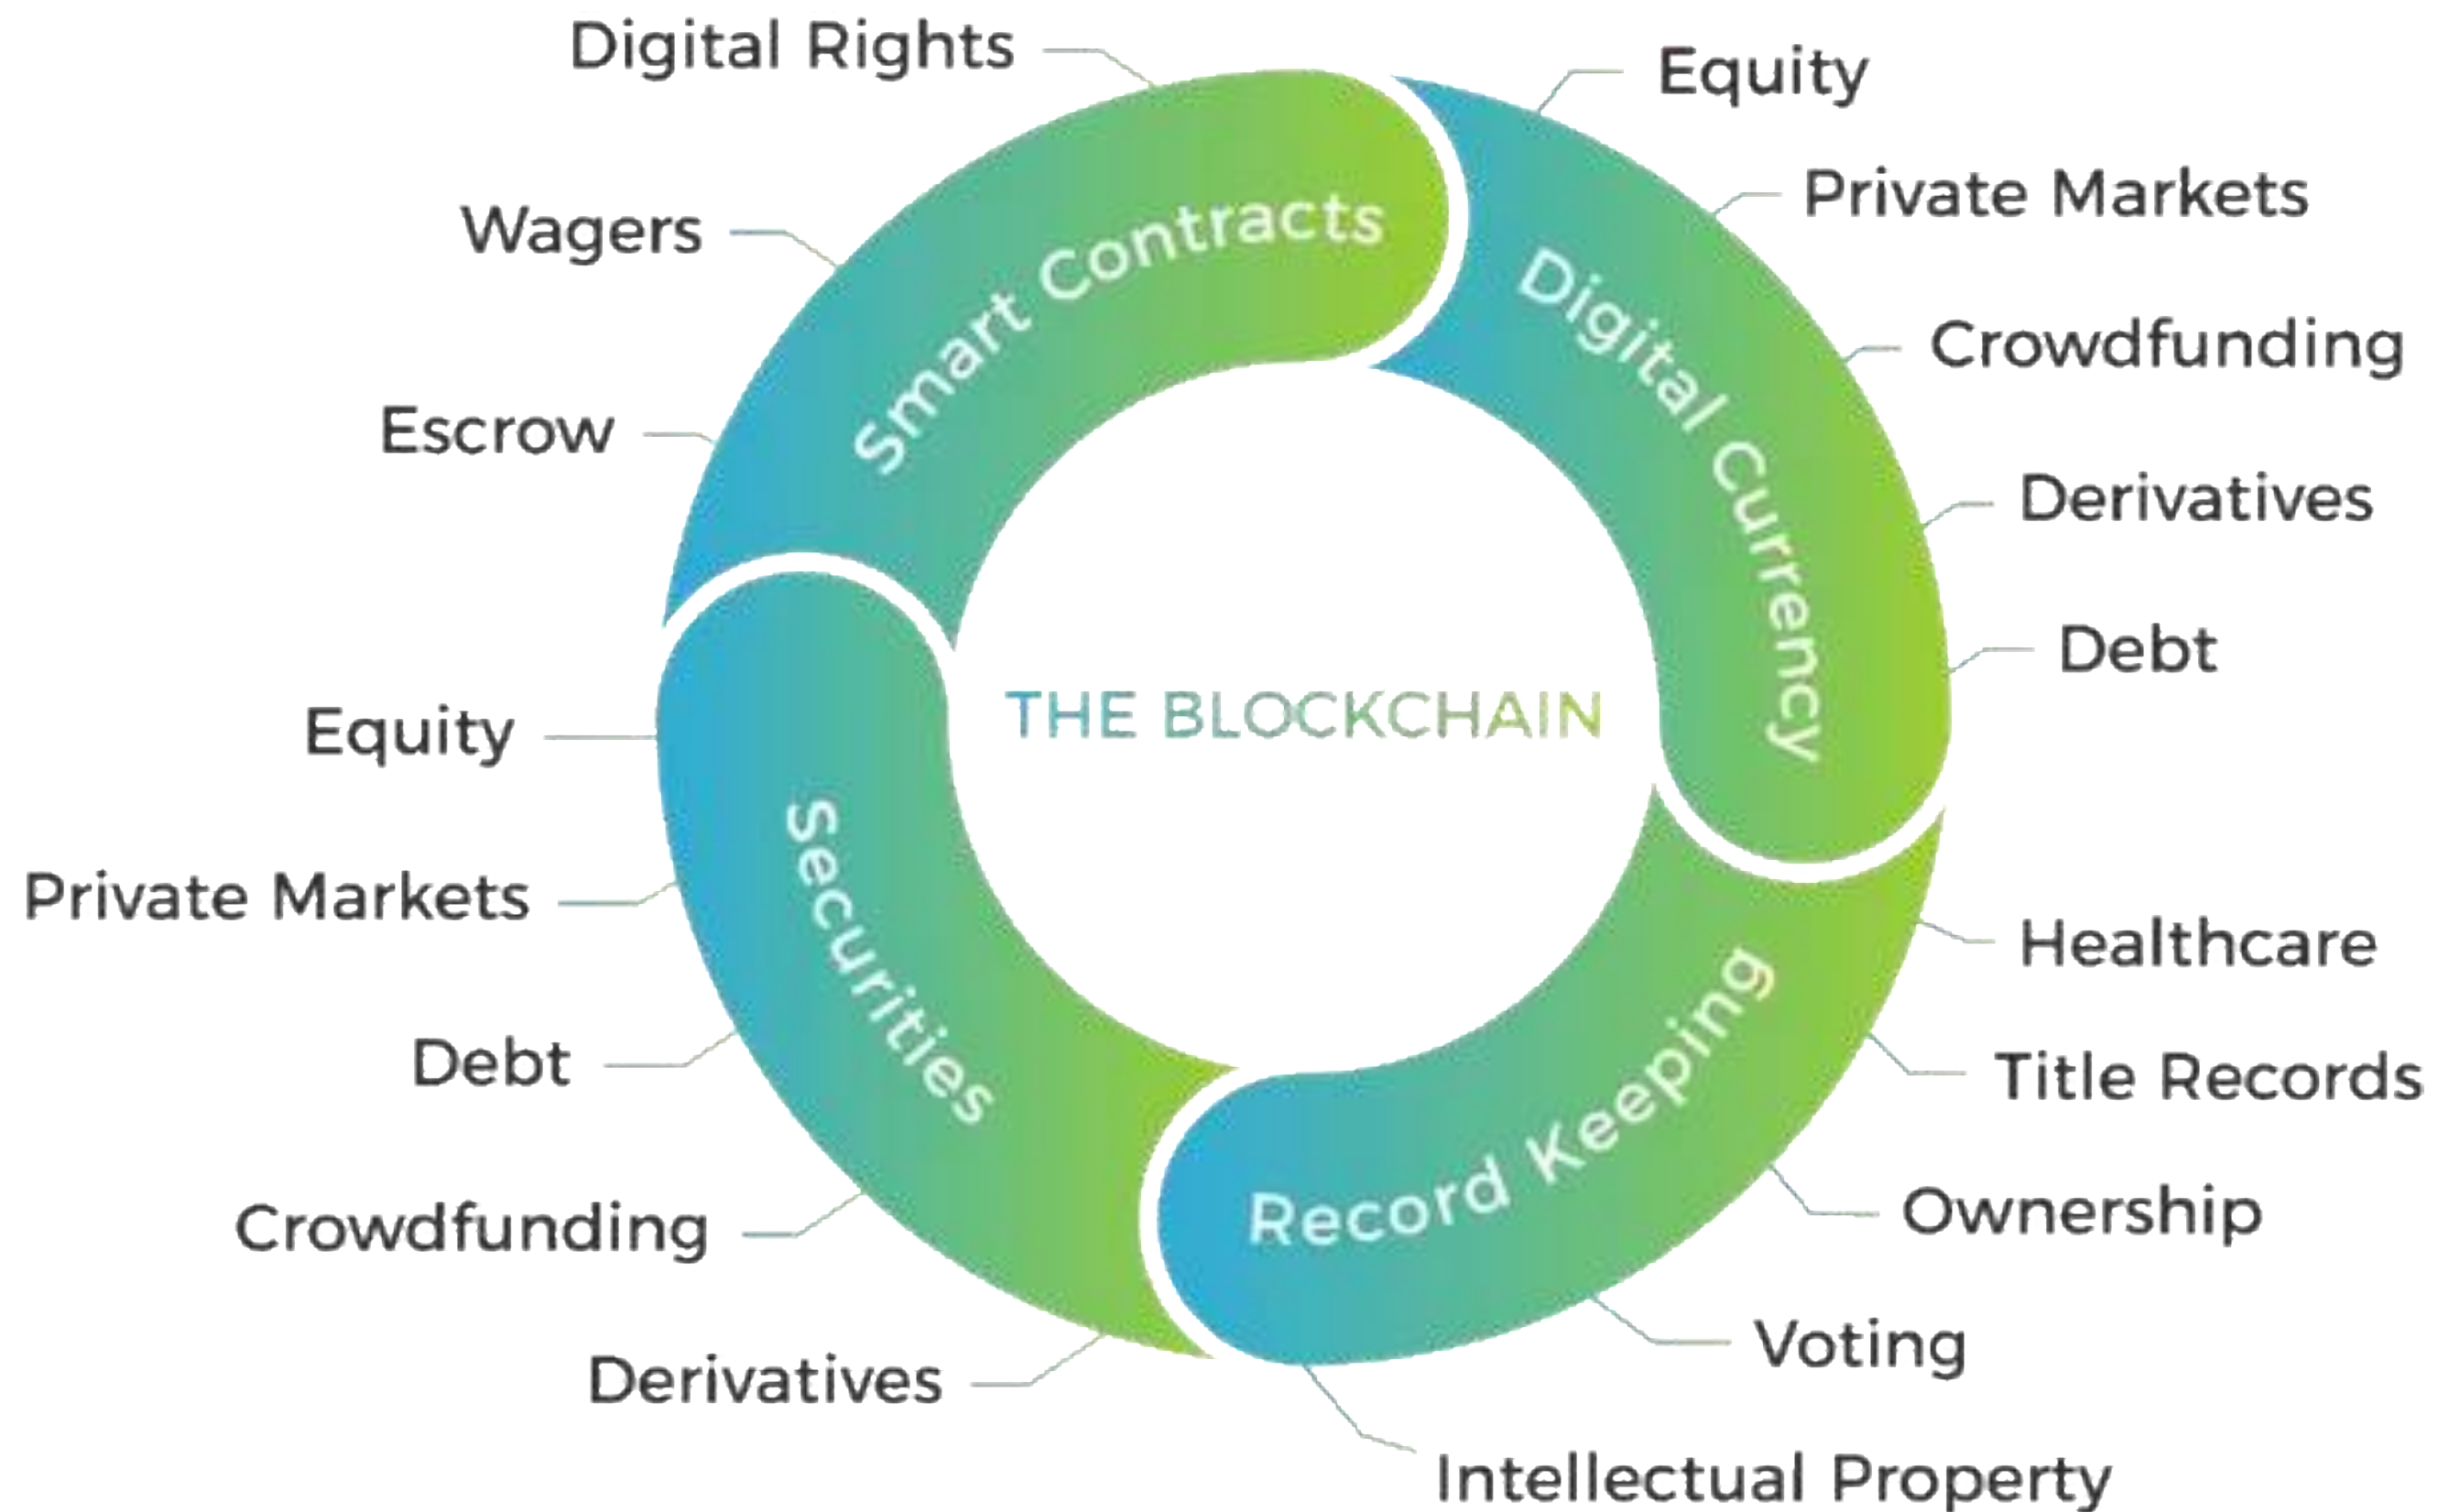 Digital Rights
Wagers
Escrow
Smart Contracts
Equity
Private Markets
Crowdfunding
Derivatives
Debt
Digital Currency
THE BLOCKCHAIN
Equity
Private Markets
Debt
Crowdfunding
Derivatives
Securities
Healthcare
Title Records
Ownership
Voting
Intellectual Property
Record Keeping